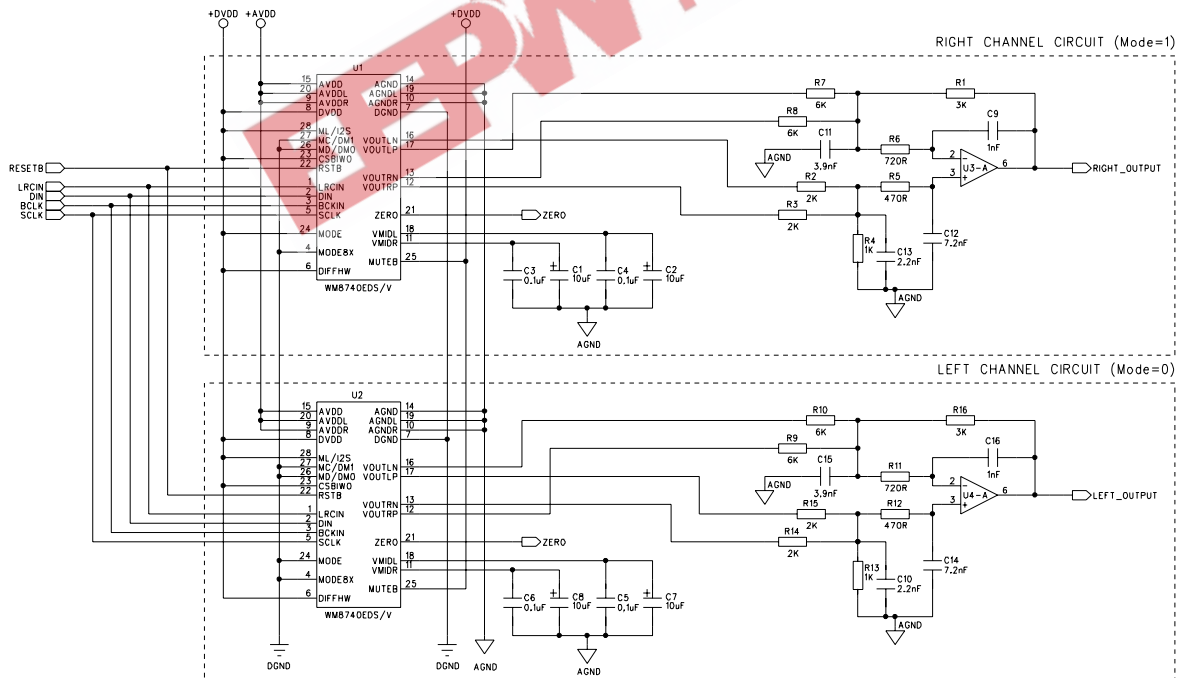 +DVDD +AVDD +DVDD
EEPW
RIGHT CHANNEL CIRCUIT (Mode=1)
U1
15 AVDD AGND 14
20 AVDDL AGNDL 19
9 AVDDR AGNDR 10
8 DVDD DGND 7
28 ML/I2S
27 MC/DM1 VOUTLN 16
26 MD/DM0 VOUTLP 17
23 CSBIWO
22 RSTB
VOUTRN 13
1 LRCIN VOUTRP 12
2 DIN
3 BCKIN
5 SCLK ZERO 21
24 MODE VMIDL 18
VMIDR 11
4 MODE8X
MUTEB 25
6 DIFFHW
WM8740EDS/V
RESETB
LRCIN
DIN
BCLK
SCLK
ZERO
C3 0.1uF
+ C1 10uF
C4 0.1uF
+ C2 10uF
AGND
R7 6K
R1 3K
R8 6K
C9 1nF
C11 3.9nF
AGND
R6 720R
2 -
U3-A 6
3 +
RIGHT_OUTPUT
R2 2K
R5 470R
R3 2K
R4 1K
C13 2.2nF
C12 7.2nF
AGND
LEFT CHANNEL CIRCUIT (Mode=0)
U2
15 AVDD AGND 14
20 AVDDL AGNDL 19
9 AVDDR AGNDR 10
8 DVDD DGND 7
28 ML/I2S
27 MC/DM1 VOUTLN 16
26 MD/DM0 VOUTLP 17
23 CSBIWO
22 RSTB
VOUTRN 13
1 LRCIN VOUTRP 12
2 DIN
3 BCKIN
5 SCLK ZERO 21
24 MODE VMIDL 18
VMIDR 11
4 MODE8X
MUTEB 25
6 DIFFHW
WM8740EDS/V
ZERO
C6 0.1uF
+ C8 10uF
C5 0.1uF
+ C7 10uF
AGND
R10 6K
R16 3K
R9 6K
C16 1nF
C15 3.9nF
AGND
R11 720R
2 -
U4-A 6
3 +
LEFT_OUTPUT
R15 2K
R12 470R
R14 2K
R13 1K
C10 2.2nF
C14 7.2nF
AGND
DGND DGND AGND